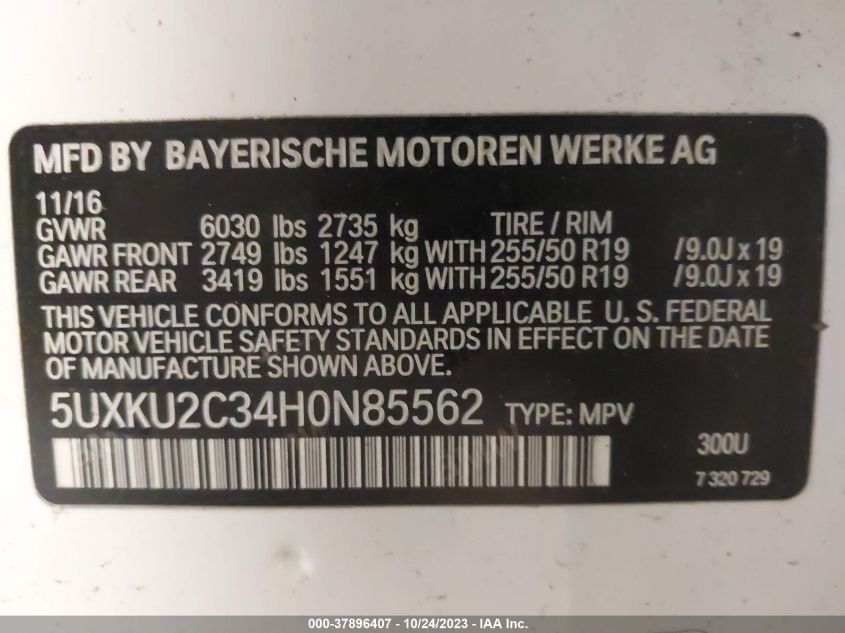 MFD BY BAYERISCHE MOTOREN WERKE AG
11/16
GVWR 6030 lbs 2735 kg TIRE / RIM
GAWR FRONT 2749 lbs 1247 kg WITH 255/50 R19 /9.0J x 19
GAWR REAR 3419 lbs 1551 kg WITH 255/50 R19 /9.0J x 19
THIS VEHICLE CONFORMS TO ALL APPLICABLE U. S. FEDERAL
MOTOR VEHICLE SAFETY STANDARDS IN EFFECT ON THE DATE
OF MANUFACTURE SHOWN ABOVE.
5UXKU2C34H0N85562 TYPE: MPV
300U
7 320 729
000-37896407 - 10/24/2023 - IAA Inc.